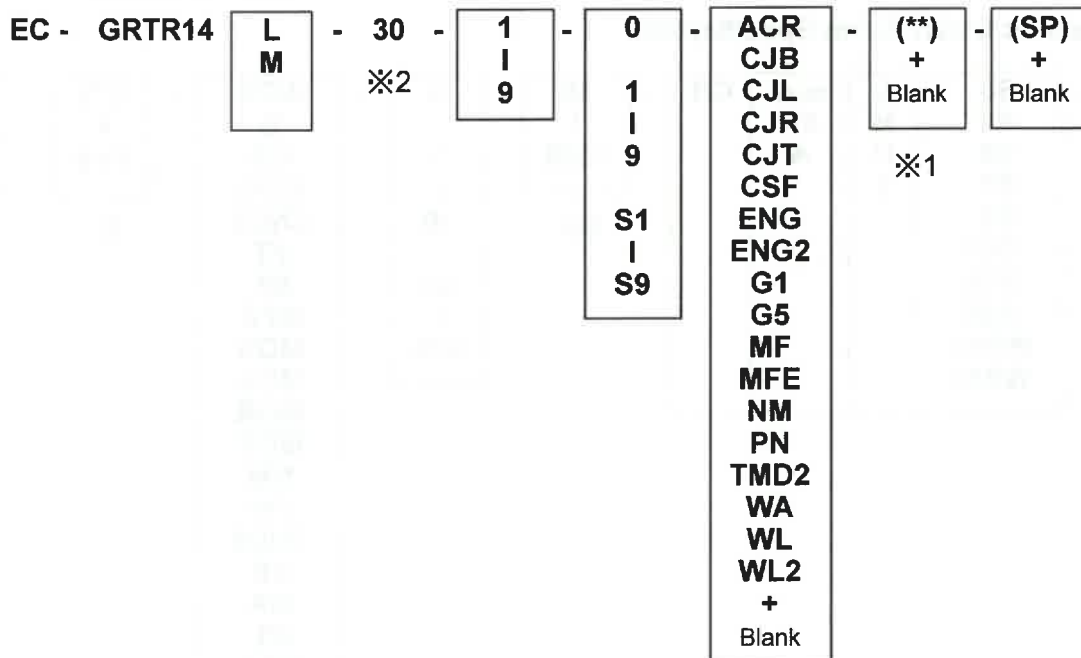 EC - GRTR14 L - 30 - 1 - 0 - ACR - (**) - (SP)
M I CJB + +
※2 9 1 CJL Blank Blank
I CJR
9 CJT ※1
CSF
S1 ENG
I ENG2
S9 G1
G5
MF
MFE
NM
PN
TMD2
WA
WL
WL2
+
Blank